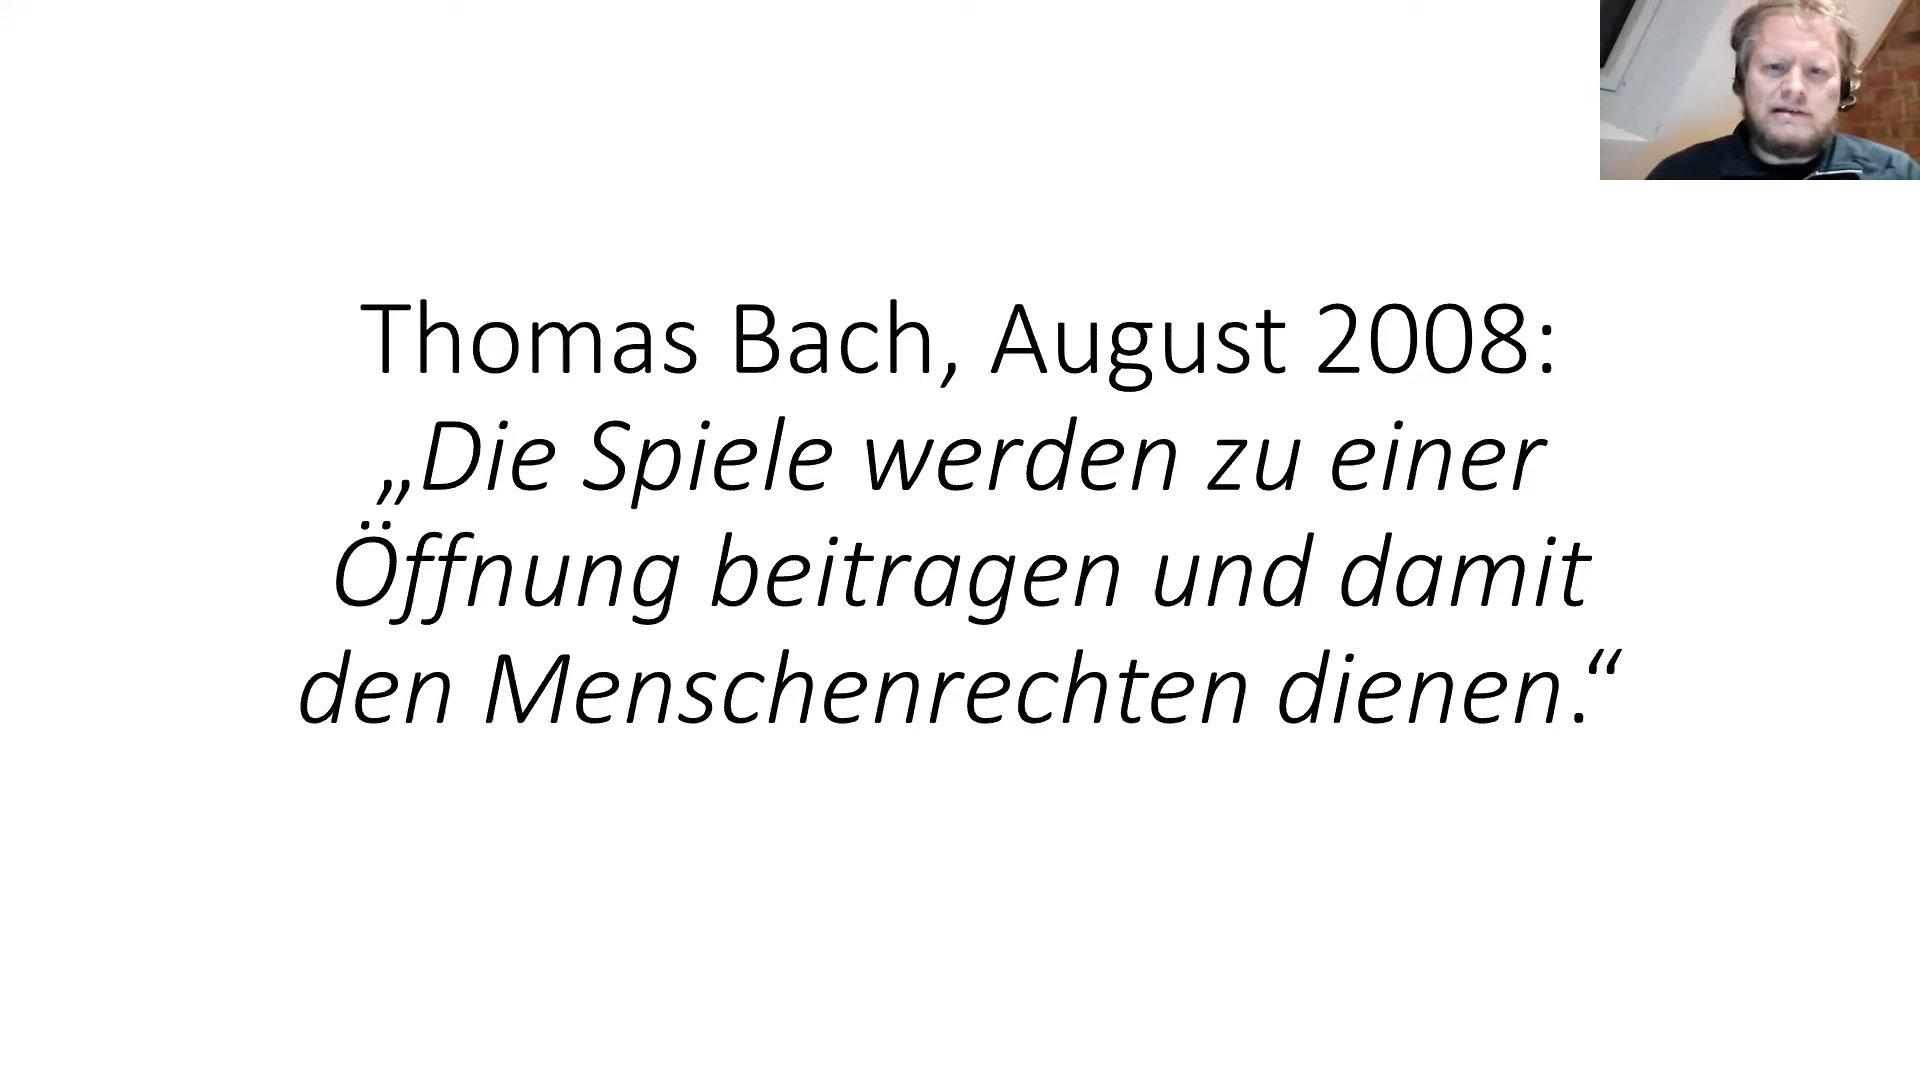 Thomas Bach, August 2008:
„Die Spiele werden zu einer
Öffnung beitragen und damit
den Menschenrechten dienen.“